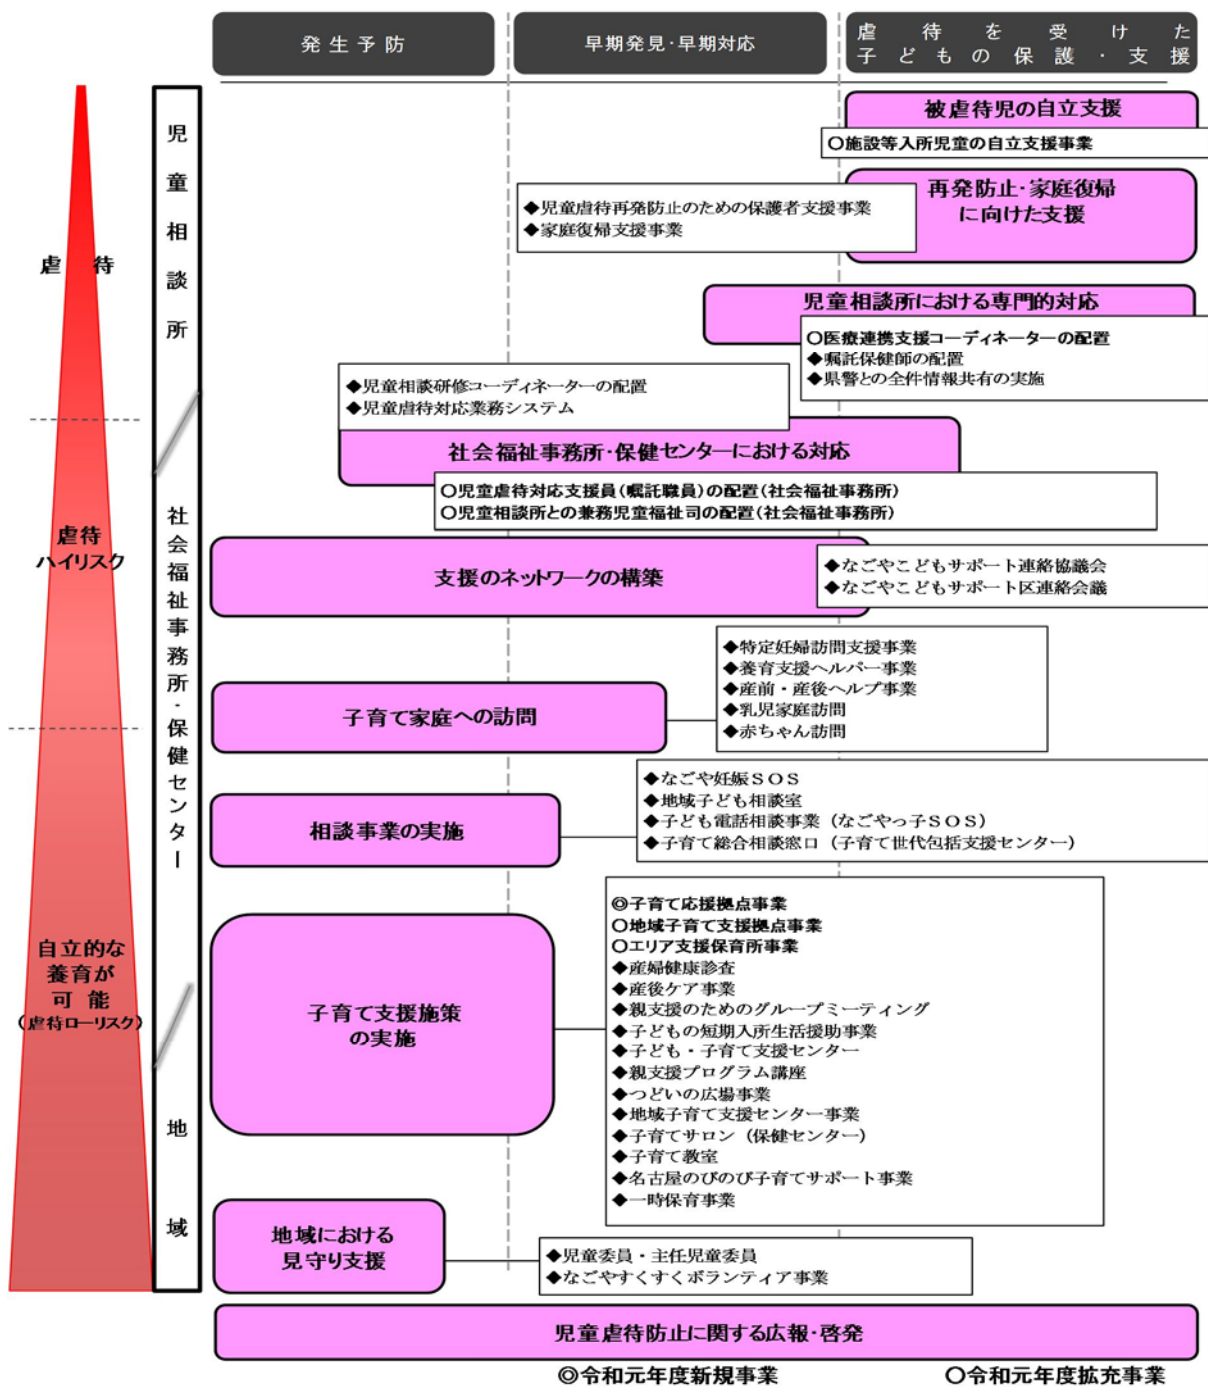 発生予防
早期発見・早期対応
虐待を受けた
子どもの保護・支援
虐待
虐待
ハイリスク
自立的な
養育が
可能
(虐待ローリスク)
児童相談所
社会福祉事務所・保健センター
地域
被虐待児の自立支援
〇施設等入所児童の自立支援事業
再発防止・家庭復帰
に向けた支援
◆児童虐待再発防止のための保護者支援事業
◆家庭復帰支援事業
児童相談所における専門的対応
〇医療連携支援コーディネーターの配置
◆嘱託保健師の配置
◆県警との全件情報共有の実施
◆児童相談研修コーディネーターの配置
◆児童虐待対応業務システム
社会福祉事務所・保健センターにおける対応
〇児童虐待対応支援員(嘱託職員)の配置(社会福祉事務所)
〇児童相談所との兼務児童福祉司の配置(社会福祉事務所)
支援のネットワークの構築
◆なごやこどもサポート連絡協議会
◆なごやこどもサポート区連絡会議
子育て家庭への訪問
◆特定妊婦訪問支援事業
◆養育支援ヘルパー事業
◆産前・産後ヘルプ事業
◆乳児家庭訪問
◆赤ちゃん訪問
相談事業の実施
◆なごや妊娠SOS
◆地域子ども相談室
◆子ども電話相談事業(なごやっ子SOS)
◆子育て総合相談窓口(子育て世代包括支援センター)
子育て支援施策
の実施
◎子育て応援拠点事業
〇地域子育て支援拠点事業
〇エリア支援保育所事業
◆産婦健康診査
◆産後ケア事業
◆親支援のためのグループミーティング
◆子どもの短期入所生活援助事業
◆子ども・子育て支援センター
◆親支援プログラム講座
◆つどいの広場事業
◆地域子育て支援センター事業
◆子育てサロン(保健センター)
◆子育て教室
◆名古屋のびのび子育てサポート事業
◆一時保育事業
地域における
見守り支援
◆児童委員・主任児童委員
◆なごやすくすくボランティア事業
児童虐待防止に関する広報・啓発
◎令和元年度新規事業
〇令和元年度拡充事業